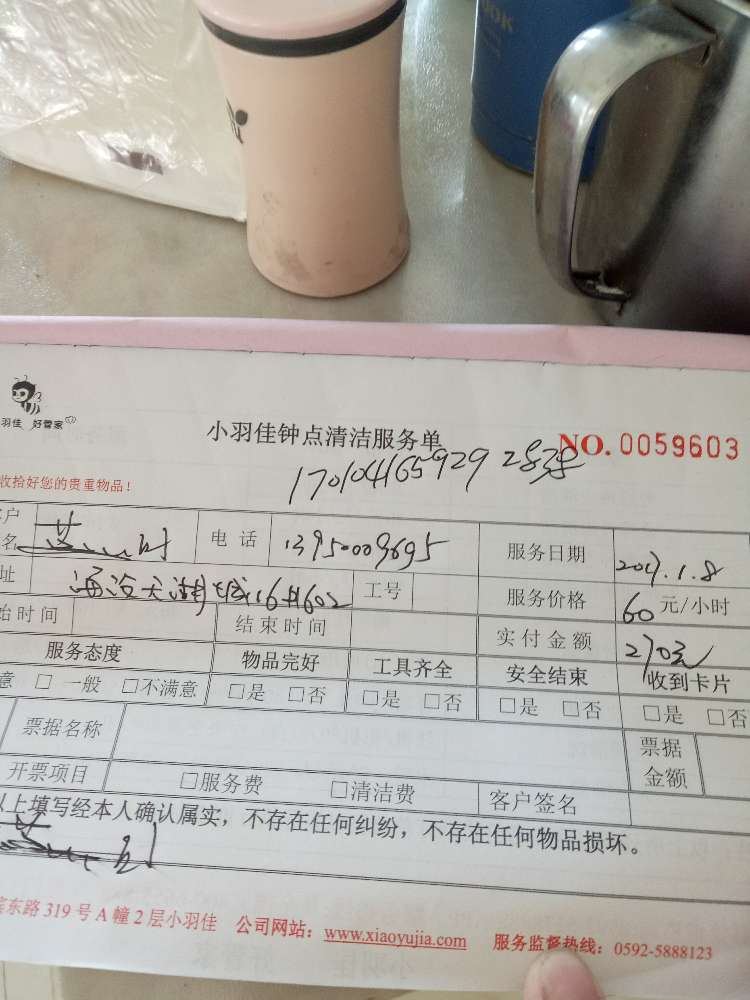 OOK
羽佳 好管家
小羽佳钟点清洁服务单
NO. 0059603
收拾好您的贵重物品！
170104165929
客户
名
电 话
13950009695
服务日期
2017.1.8
址
工号
服务价格
60 元/小时
始时间
结束时间
实付金额
270元
服务态度
物品完好
工具齐全
安全结束
收到卡片
意 □ 一般 □不满意
□是 □否
□是 □否
□是 □否
□是 □否
票据名称
票据
金额
开票项目
□服务费
□清洁费
客户签名
以上填写经本人确认属实，不存在任何纠纷，不存在任何物品损坏。
滨东路 319 号 A 幢 2 层小羽佳 公司网站：www.xiaoyujia.com 服务监督热线：0592-5888123